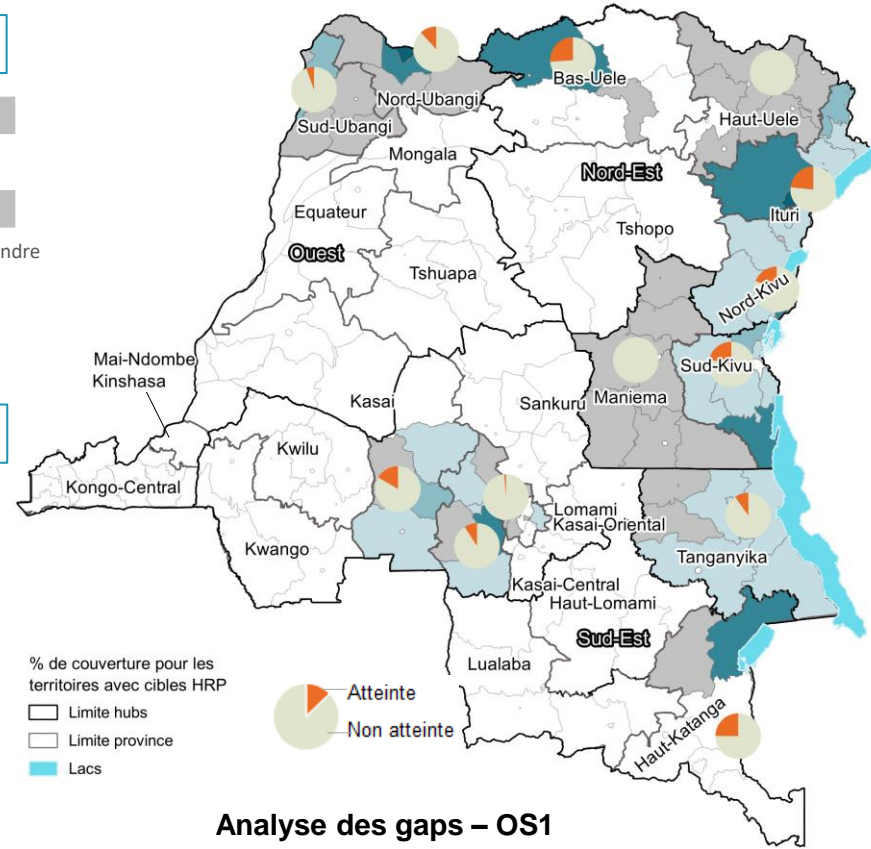 Bas-Uele
Nord-Ubangi
Haut-Uele
Sud-Ubangi
Mongala
Nord-Est
Ituri
Equateur
Tshopo
ndre
Ouest
Tshuapa
Nord-Kivu
Mai-Ndombe
Kinshasa
Sud-Kivu
Kasai
Sankuru
Maniema
Kwilu
Kongo-Central
Lomami
Kasai-Oriental
Kwango
Tanganyika
Kasai-Central
Haut-Lomami
Sud-Est
Lualaba
% de couverture pour les
territoires avec cibles HRP
Limite hubs
Limite province
Lacs
Atteinte
Non atteinte
Haut-Katanga
Analyse des gaps – OS1